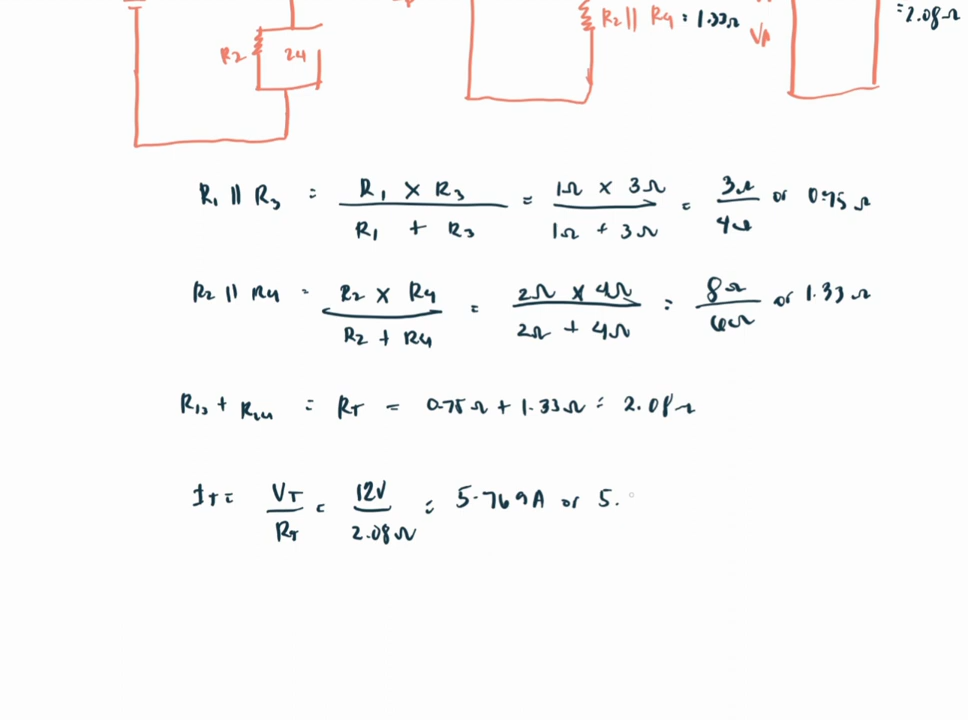 R2 || R4 = 1.33Ω
= 2.08Ω
R2
24
R1 || R3 = R1 X R3 / R1 + R3 = 1Ω X 3Ω / 1Ω + 3Ω = 3Ω / 4Ω or 0.75Ω
R2 || R4 = R2 X R4 / R2 + R4 = 2Ω X 4Ω / 2Ω + 4Ω = 8Ω / 6Ω or 1.33Ω
R13 + R24 = RT = 0.75Ω + 1.33Ω = 2.08Ω
IT = VT / RT = 12V / 2.08Ω = 5.769A or 5.